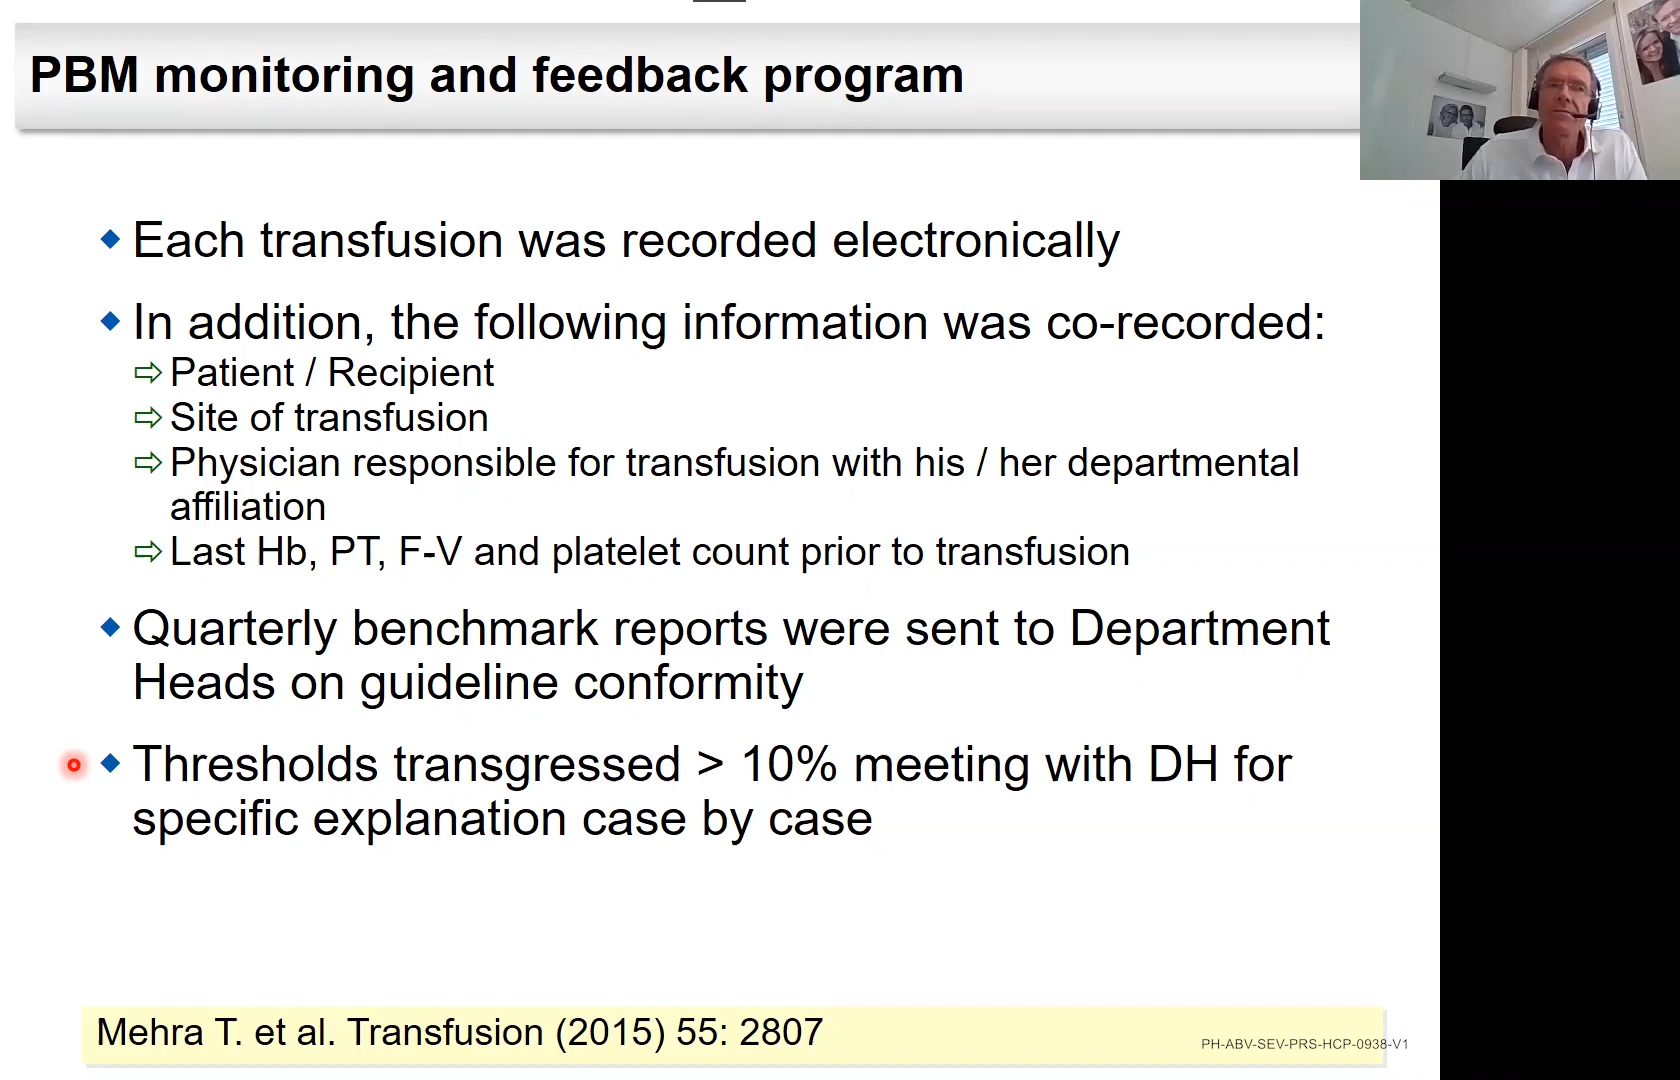 PBM monitoring and feedback program
Each transfusion was recorded electronically
In addition, the following information was co-recorded:
Patient / Recipient
Site of transfusion
Physician responsible for transfusion with his / her departmental
affiliation
Last Hb, PT, F-V and platelet count prior to transfusion
Quarterly benchmark reports were sent to Department
Heads on guideline conformity
Thresholds transgressed > 10% meeting with DH for
specific explanation case by case
Mehra T. et al. Transfusion (2015) 55: 2807
PH-ABV-SEV-PRS-HCP-0938-V1